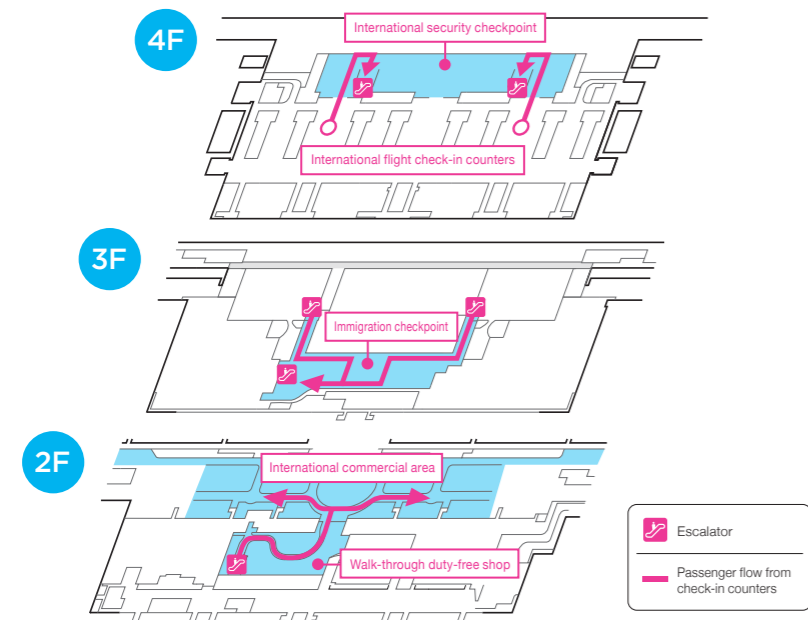 4F
International security checkpoint
International flight check-in counters
3F
Immigration checkpoint
2F
International commercial area
Walk-through duty-free shop
Escalator
Passenger flow from
check-in counters